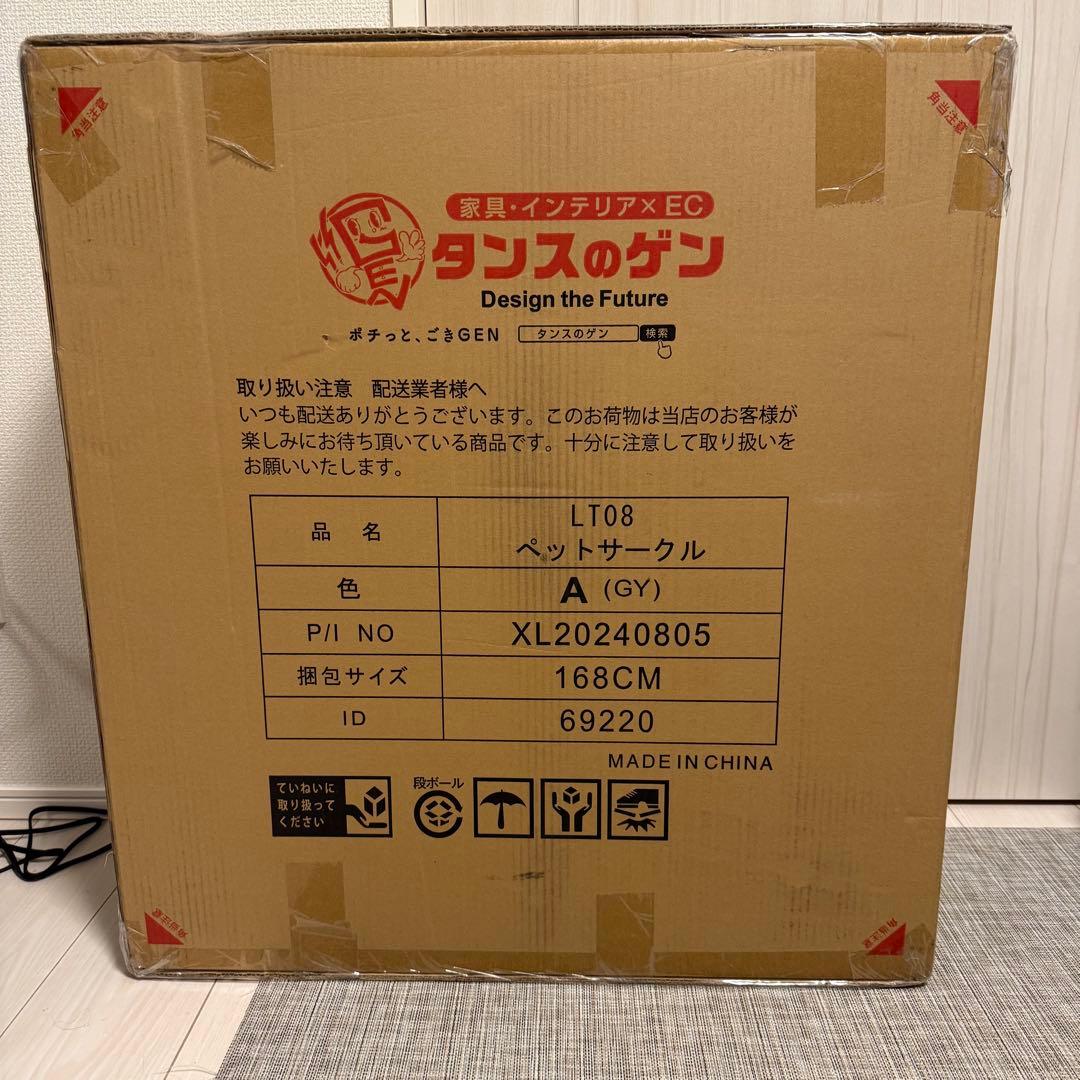 角当注意
角当注意
家具・インテリア×EC
GEN
タンスのゲン
Design the Future
ポチっと、ごきGEN タンスのゲン 検索
取り扱い注意 配送業者様へ
いつも配送ありがとうございます。このお荷物は当店のお客様が
楽しみにお待ち頂いている商品です。十分に注意して取り扱いを
お願いいたします。
品 名 LT08
ペットサークル
色 A (GY)
P/I NO XL20240805
捆包サイズ 168CM
ID 69220
MADE IN CHINA
ていねいに
取り扱って
ください
段ボール
角当注意
角当注意